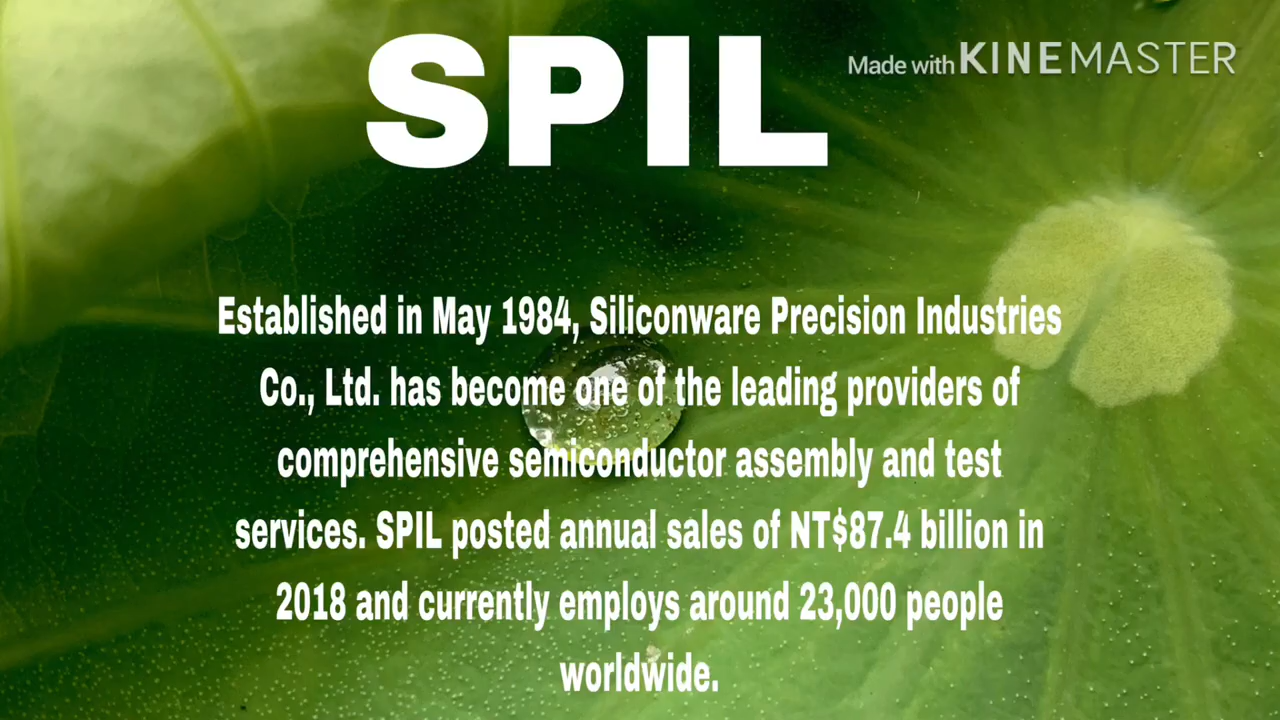 SPIL
Made with KINEMASTER
Established in May 1984, Siliconware Precision Industries
Co., Ltd. has become one of the leading providers of
comprehensive semiconductor assembly and test
services. SPIL posted annual sales of NT$87.4 billion in
2018 and currently employs around 23,000 people
worldwide.